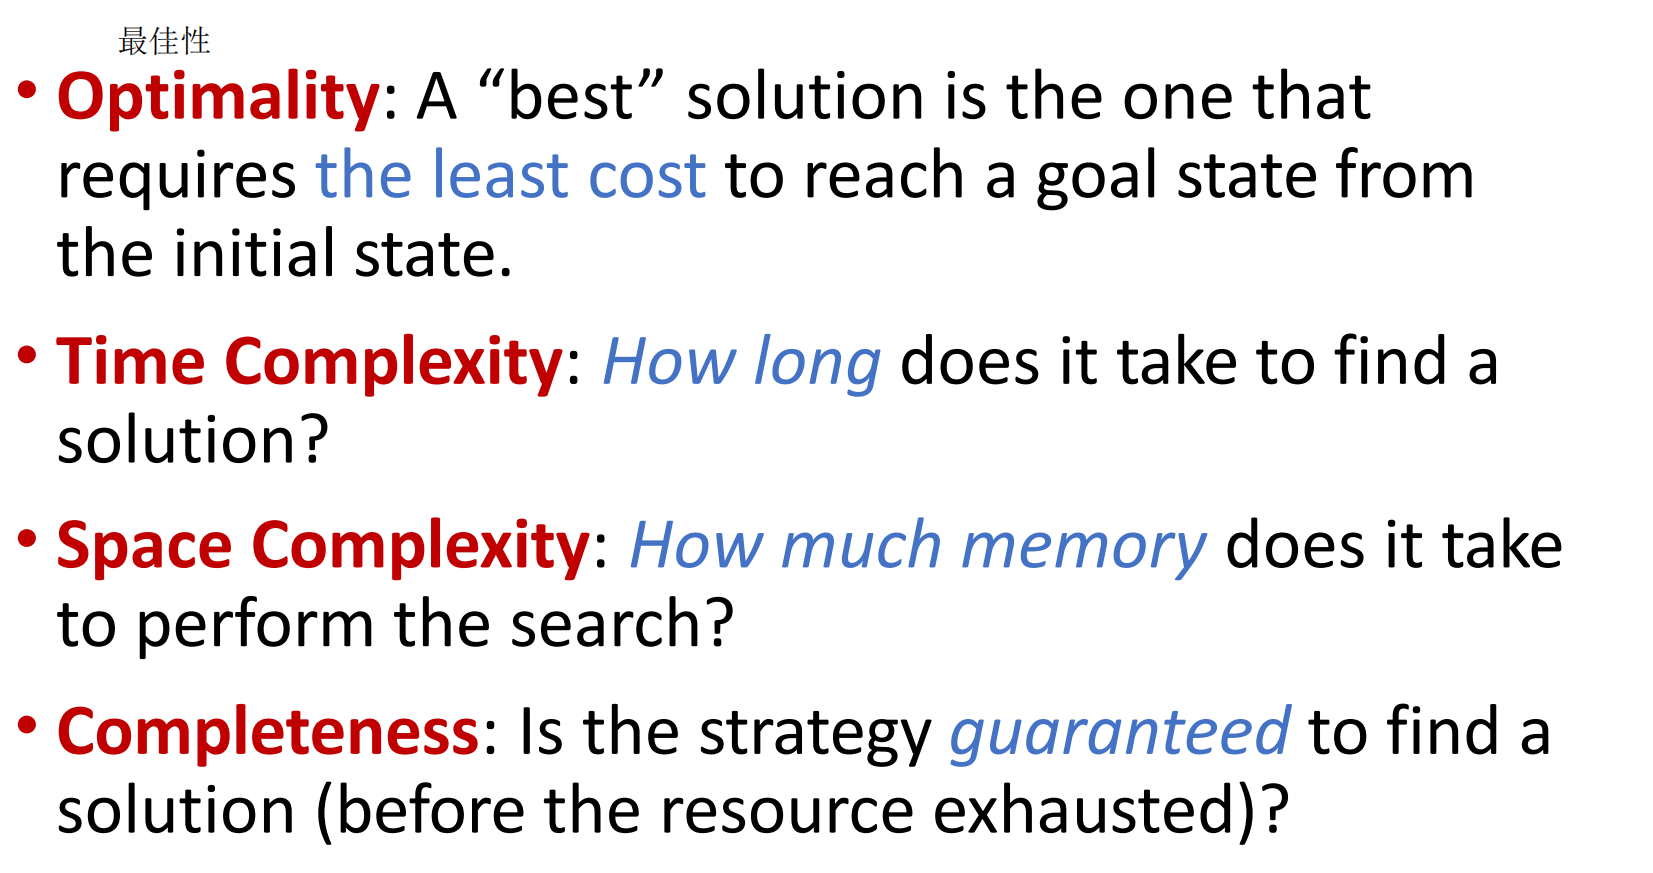 最佳性
• Optimality: A “best” solution is the one that
requires the least cost to reach a goal state from
the initial state.
• Time Complexity: How long does it take to find a
solution?
• Space Complexity: How much memory does it take
to perform the search?
• Completeness: Is the strategy guaranteed to find a
solution (before the resource exhausted)?